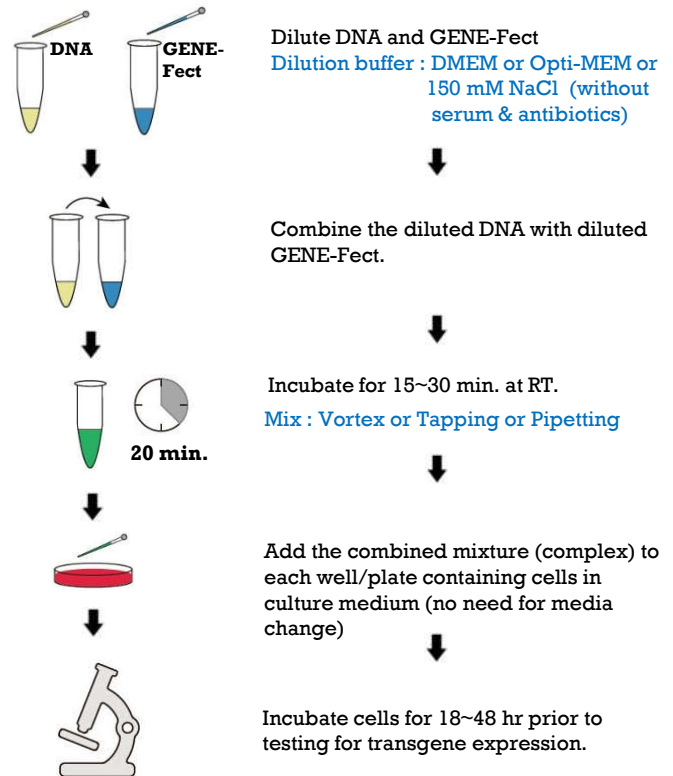 DNA
GENE-
Fect
Dilute DNA and GENE-Fect
Dilution buffer : DMEM or Opti-MEM or
150 mM NaCl (without
serum & antibiotics)
Combine the diluted DNA with diluted
GENE-Fect.
20 min.
Incubate for 15~30 min. at RT.
Mix : Vortex or Tapping or Pipetting
Add the combined mixture (complex) to
each well/plate containing cells in
culture medium (no need for media
change)
Incubate cells for 18~48 hr prior to
testing for transgene expression.